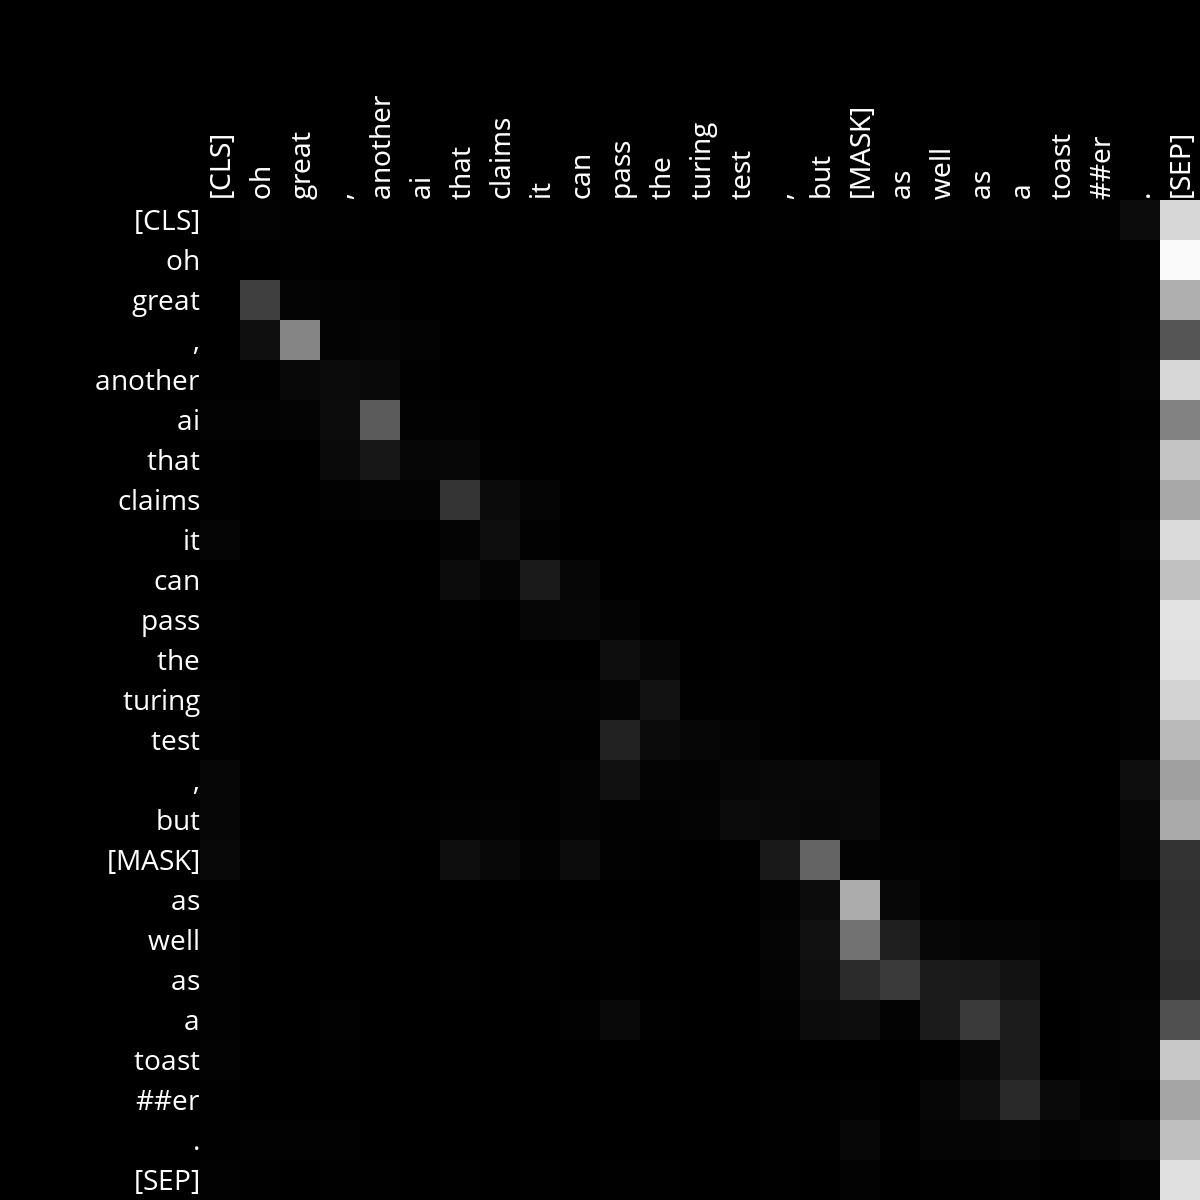 [CLS] oh great , another ai that claims it can pass the turing test , but [MASK] as well as a toast ##er . [SEP]
[CLS]
oh
great
,
another
ai
that
claims
it
can
pass
the
turing
test
,
but
[MASK]
as
well
as
a
toast
##er
.
[SEP]